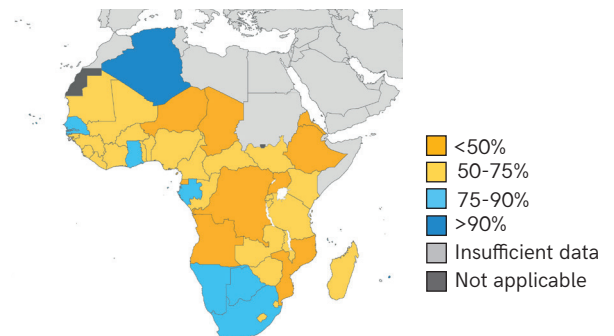 <50%
50-75%
75-90%
>90%
Insufficient data
Not applicable